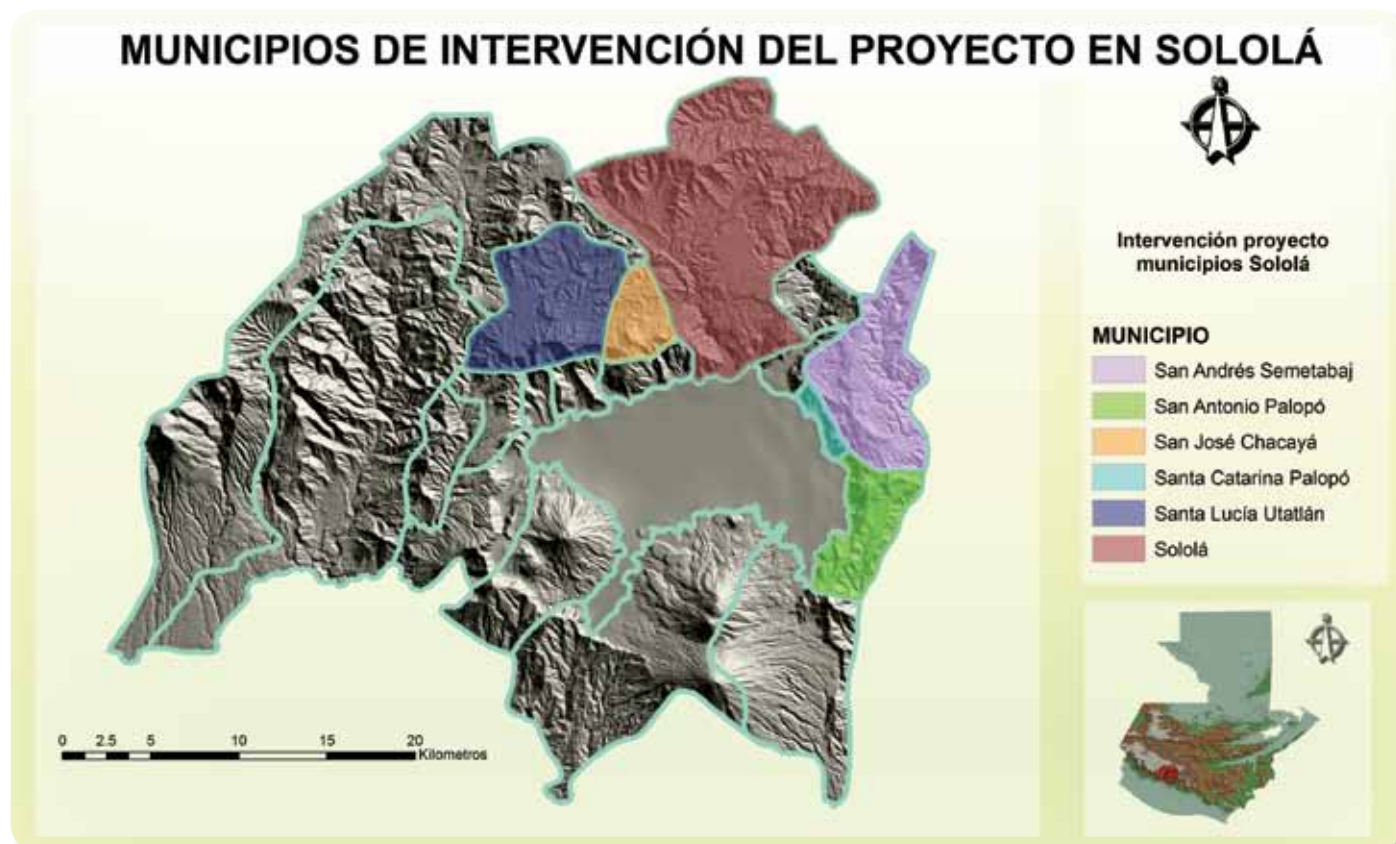 MUNICIPIOS DE INTERVENCIÓN DEL PROYECTO EN SOLOLÁ
Intervención proyecto
municipios Sololá
MUNICIPIO
San Andrés Semetabaj
San Antonio Palopó
San José Chacayá
Santa Catarina Palopó
Santa Lucía Utatlán
Sololá
0 2.5 5 10 15 20
Kilometros